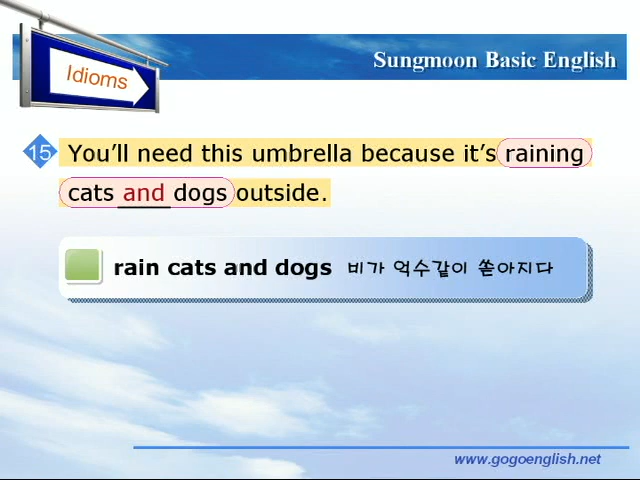 Idioms
Sungmoon Basic English
15 You'll need this umbrella because it's raining
cats and dogs outside.
rain cats and dogs 비가 억수같이 쏟아지다
www.gogoenglish.net